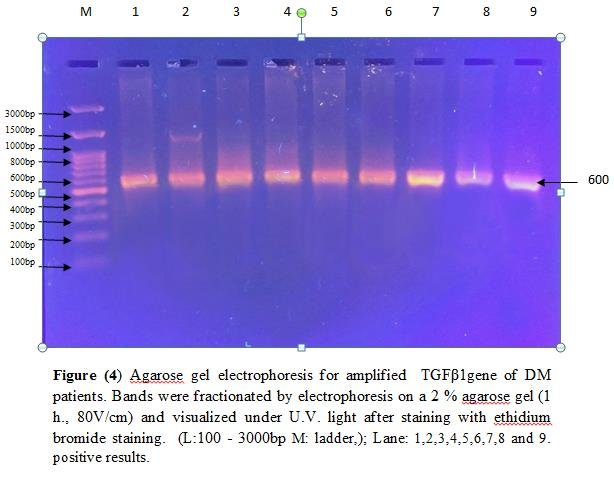 M 1 2 3 4 5 6 7 8 9
3000bp
1500bp
1000bp
800bp
600bp
500bp
400bp
300bp
200bp
100bp
600
Figure (4) Agarose gel electrophoresis for amplified TGFβ1gene of DM
patients. Bands were fractionated by electrophoresis on a 2 % agarose gel (1
h., 80V/cm) and visualized under U.V. light after staining with ethidium
bromide staining. (L:100 - 3000bp M: ladder,); Lane: 1,2,3,4,5,6,7,8 and 9.
positive results.